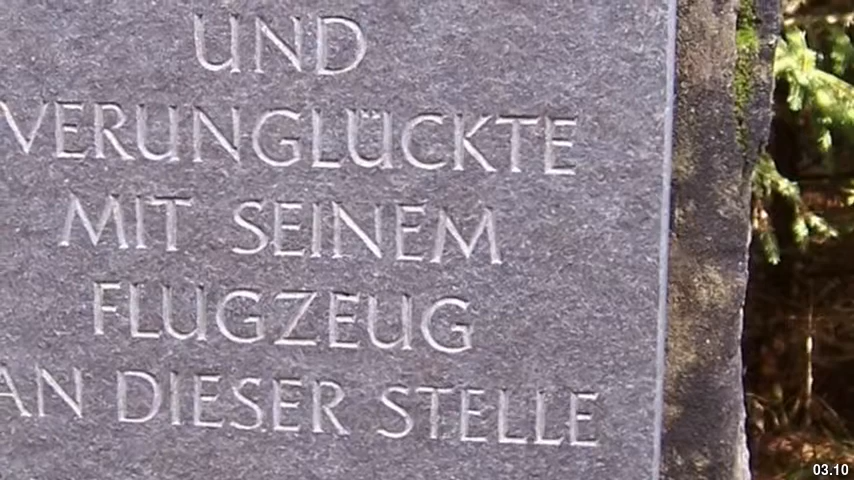 UND
VERUNGLÜCKTE
MIT SEINEM
FLUGZEUG
AN DIESER STELLE
03.10